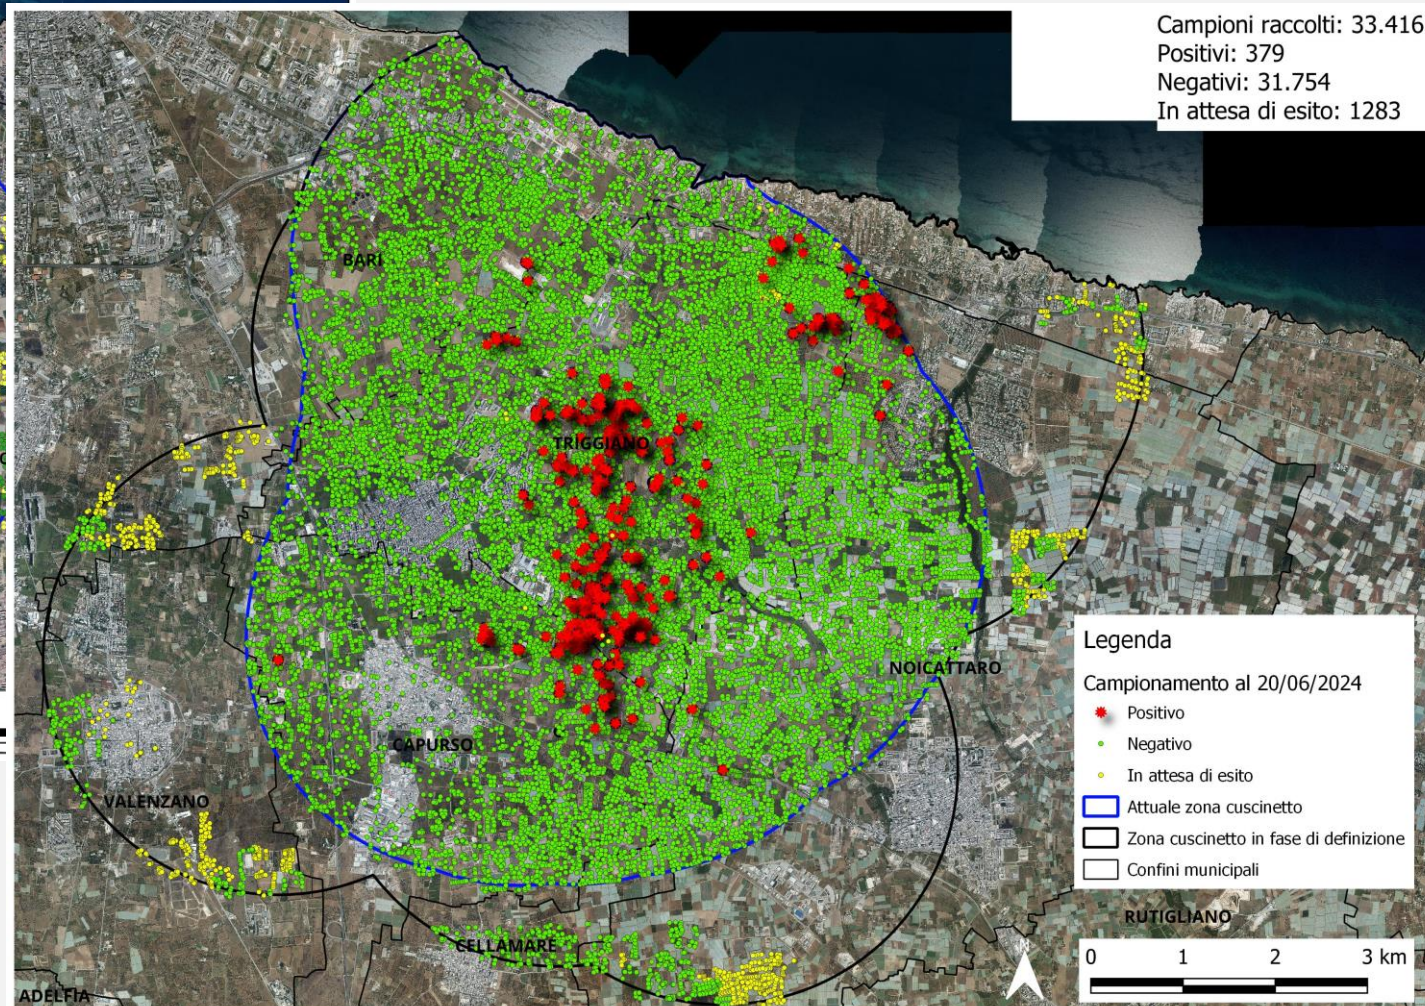 Campioni raccolti: 33.416
Positivi: 379
Negativi: 31.754
In attesa di esito: 1283
BARI
TRIGGIANO
NOICATTARO
CAPURSO
VALENZANO
CELLAMARE
RUTIGLIANO
ADELFIA
Legenda
Campionamento al 20/06/2024
Positivo
Negativo
In attesa di esito
Attuale zona cuscinetto
Zona cuscinetto in fase di definizione
Confini municipali
N
0 1 2 3 km